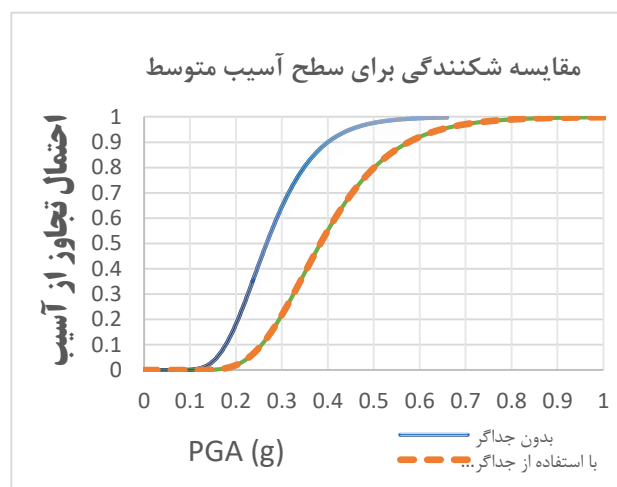 مقایسه شکنندگی برای سطح آسیب متوسط
احتمال تجاوز از آسیب
1
0.9
0.8
0.7
0.6
0.5
0.4
0.3
0.2
0.1
0
0 0.1 0.2 0.3 0.4 0.5 0.6 0.7 0.8 0.9 1
PGA (g)
بدون جداگر
با استفاده از جداگر...